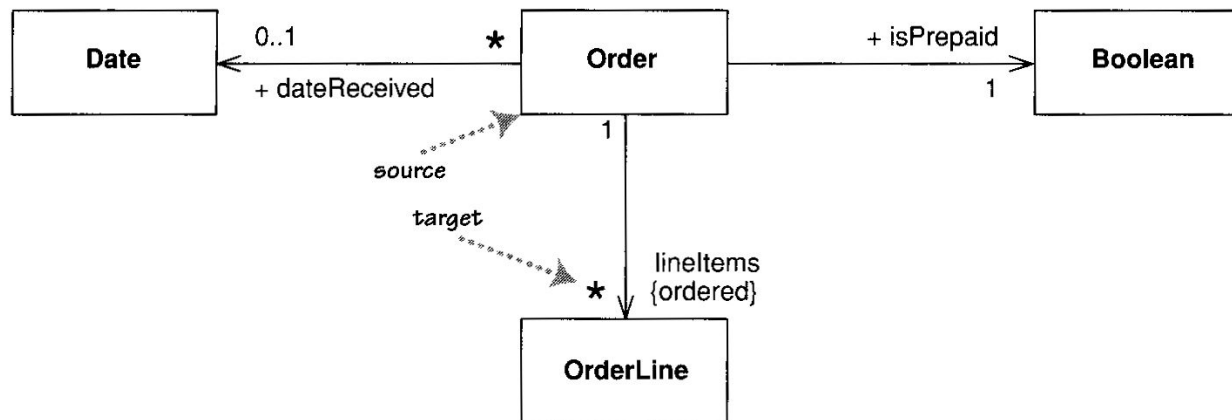 Date
0..1
*
+ dateReceived
Order
+ isPrepaid
1
Boolean
1
source
target
lineItems
{ordered}
*
OrderLine